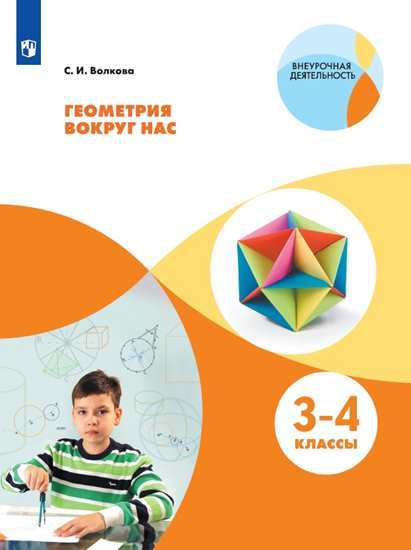 С. И. Волкова
ГЕОМЕТРИЯ
ВОКРУГ НАС
ВНЕУРОЧНАЯ
ДЕЯТЕЛЬНОСТЬ
3-4
КЛАССЫ